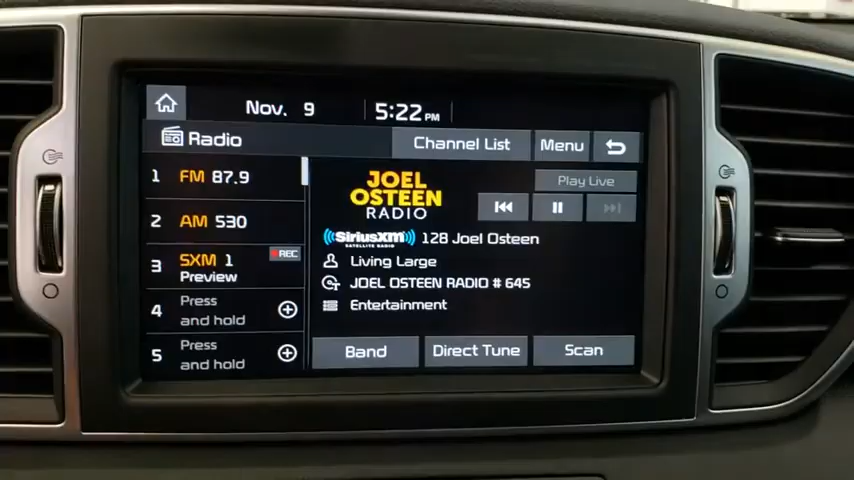 Nov. 9
5:22 PM
Radio
Channel List
Menu
1 FM 87.9
2 AM 530
3 SXM 1
REC
Preview
4 Press
and hold
5 Press
and hold
JOEL
OSTEEN
RADIO
Play Live
SiriusXM
SATELLITE RADIO
128 Joel Osteen
Living Large
JOEL OSTEEN RADIO # 645
Entertainment
Band
Direct Tune
Scan